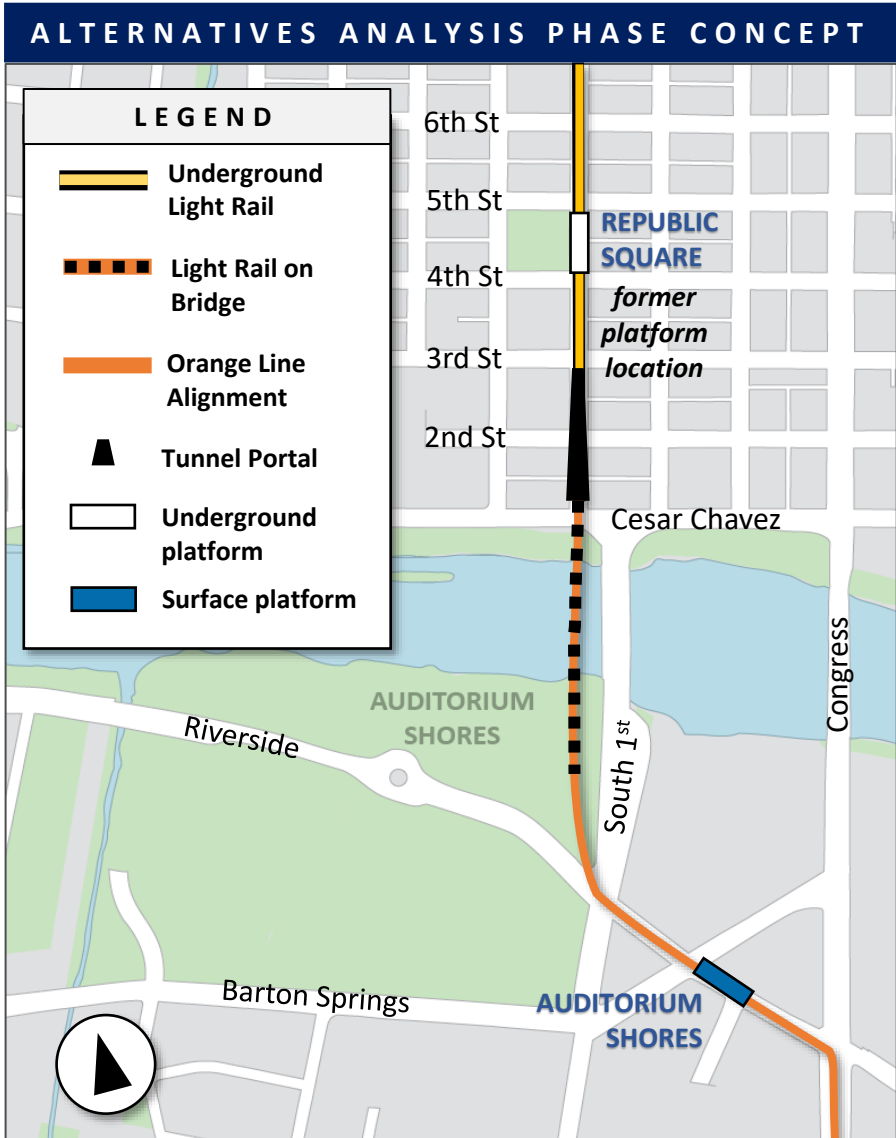 ALTERNATIVES ANALYSIS PHASE CONCEPT
LEGEND
Underground
Light Rail
Light Rail on
Bridge
Orange Line
Alignment
Tunnel Portal
Underground
platform
Surface platform
6th St
5th St
REPUBLIC
SQUARE
4th St
former
platform
location
3rd St
2nd St
Cesar Chavez
Congress
AUDITORIUM
SHORES
Riverside
South 1st
Barton Springs
AUDITORIUM
SHORES